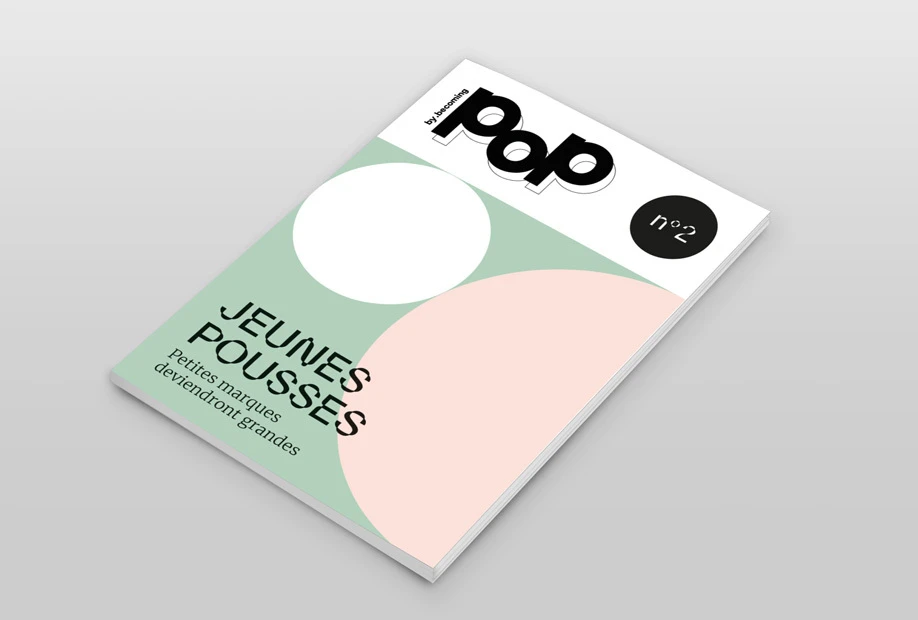 by.becoming
pop
n°2
JEUNES
POUSSES
Petites marques
deviendront grandes